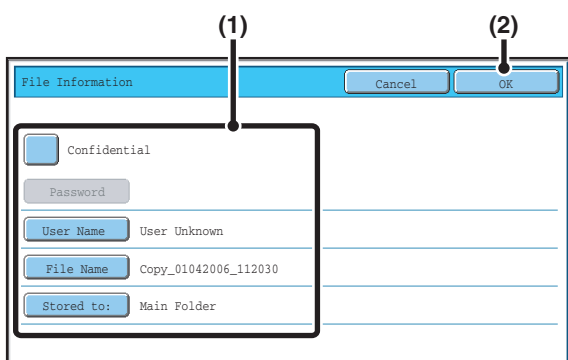 (1) (2)
File Information Cancel OK
Confidential
Password
User Name User Unknown
File Name Copy_01042006_112030
Stored to: Main Folder